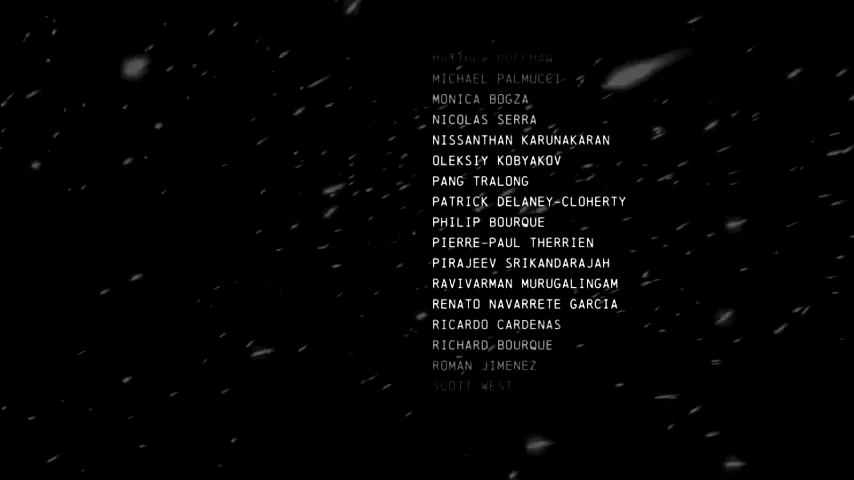 MICHAEL PALMUCCI
MONICA BOGZA
NICOLAS SERRA
NISSANTHAN KARUNAKARAN
OLEKSIY KOBYAKOV
PANG TRALONG
PATRICK DELANEY-CLOHERTY
PHILIP BOURQUE
PIERRE-PAUL THERRIEN
PIRAJEEV SRIKANDARAJAH
RAVIVARMAN MURUGALINGAM
RENATO NAVARRETE GARCIA
RICARDO CARDENAS
RICHARD BOURQUE
ROMAN JIMENEZ
SCOTT WEST